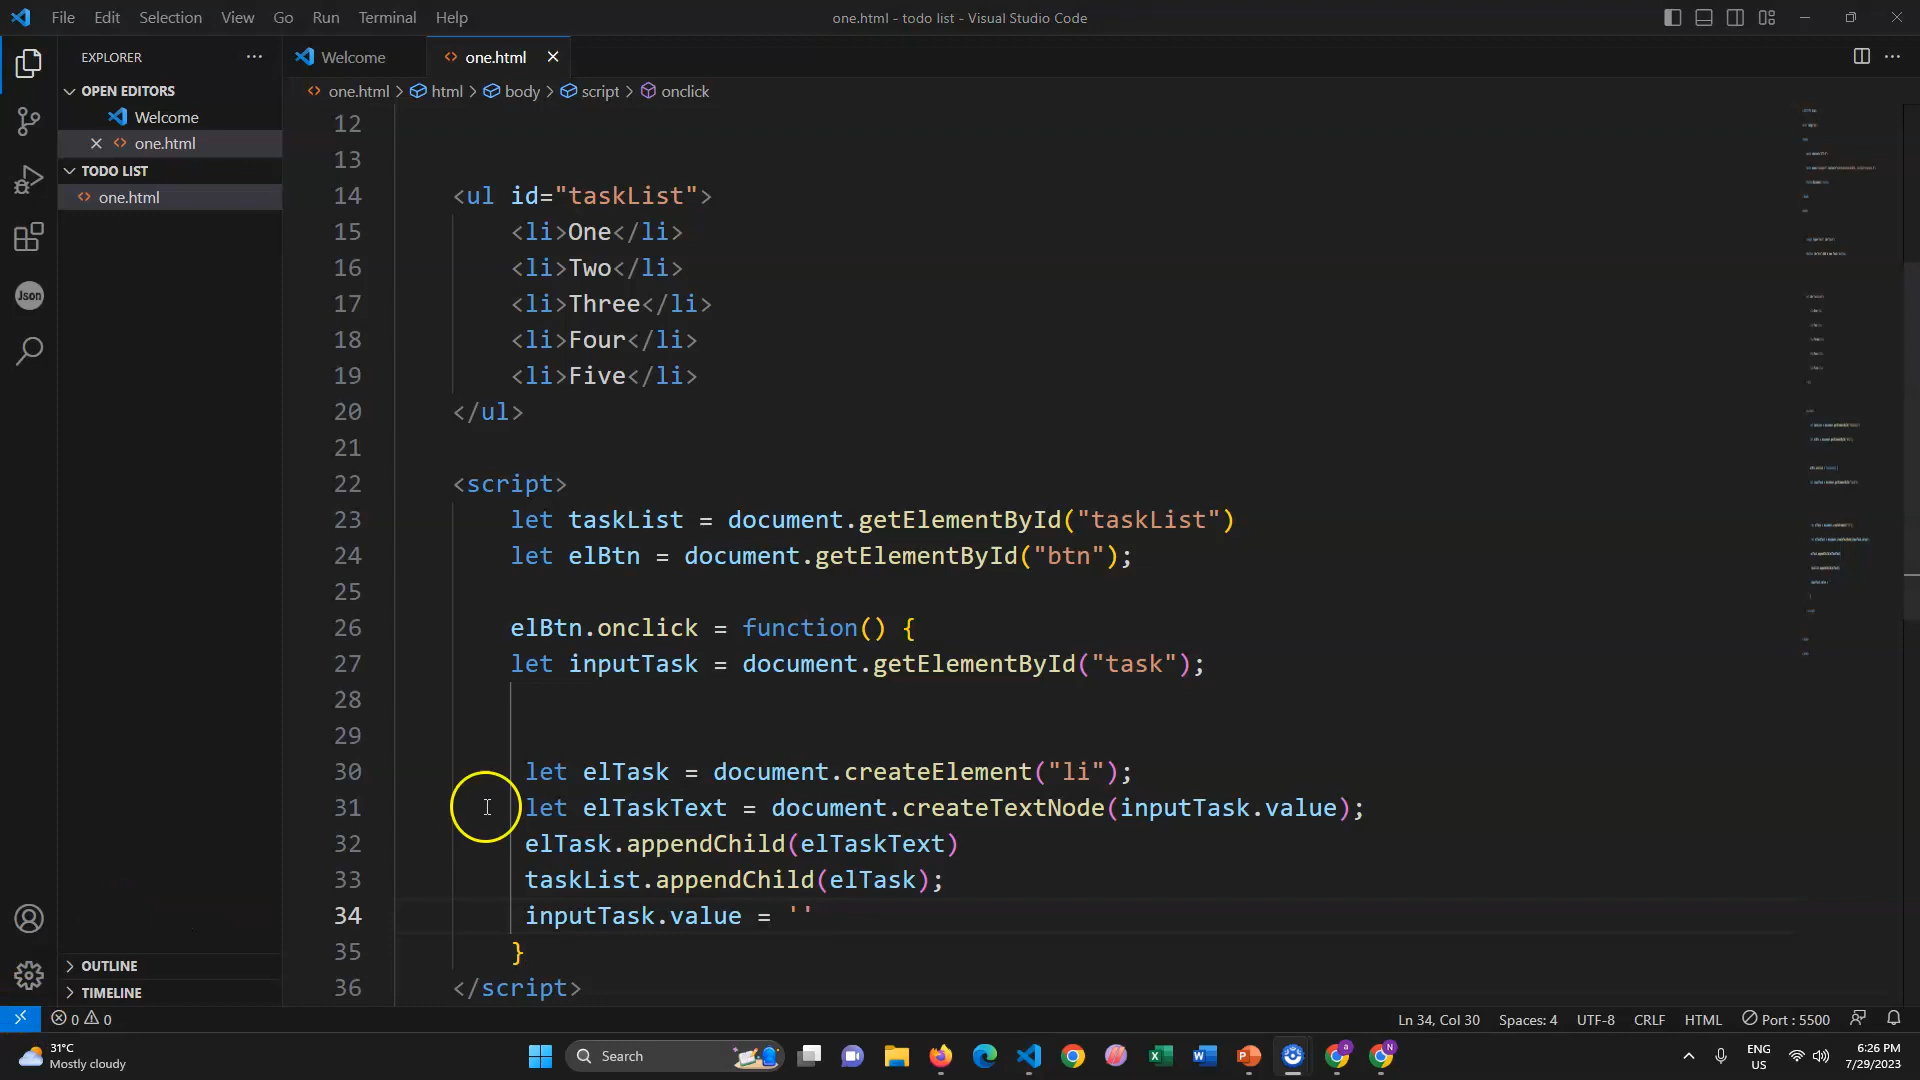 File Edit Selection View Go Run Terminal Help
one.html - todo list - Visual Studio Code
EXPLORER
OPEN EDITORS
Welcome
one.html
TODO LIST
one.html
Json
OUTLINE
TIMELINE
Welcome
one.html
one.html > html > body > script > onclick
12
13
14 <ul id="taskList">
15 <li>One</li>
16 <li>Two</li>
17 <li>Three</li>
18 <li>Four</li>
19 <li>Five</li>
20 </ul>
21
22 <script>
23 let taskList = document.getElementById("taskList")
24 let elBtn = document.getElementById("btn");
25
26 elBtn.onclick = function() {
27 let inputTask = document.getElementById("task");
28
29
30 let elTask = document.createElement("li");
31 let elTaskText = document.createTextNode(inputTask.value);
32 elTask.appendChild(elTaskText)
33 taskList.appendChild(elTask);
34 inputTask.value = ''
35 }
36 </script>
0 0
Ln 34, Col 30 Spaces: 4 UTF-8 CRLF HTML Port : 5500
31°C
Mostly cloudy
Search
ENG
US
6:26 PM
7/29/2023